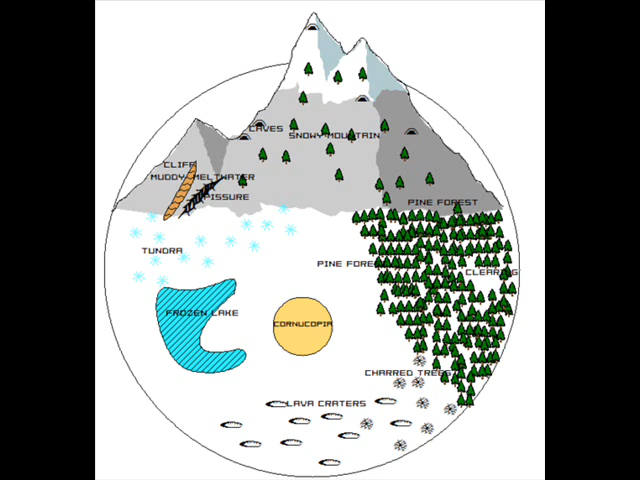 CAVES
SNOWY MOUNTAIN
CLIFF
MUDDY MELTWATER
FISSURE
PINE FOREST
TUNDRA
PINE FOREST
CLEARING
FROZEN LAKE
CORNUCOPIA
CHARRED TREES
LAVA CRATERS